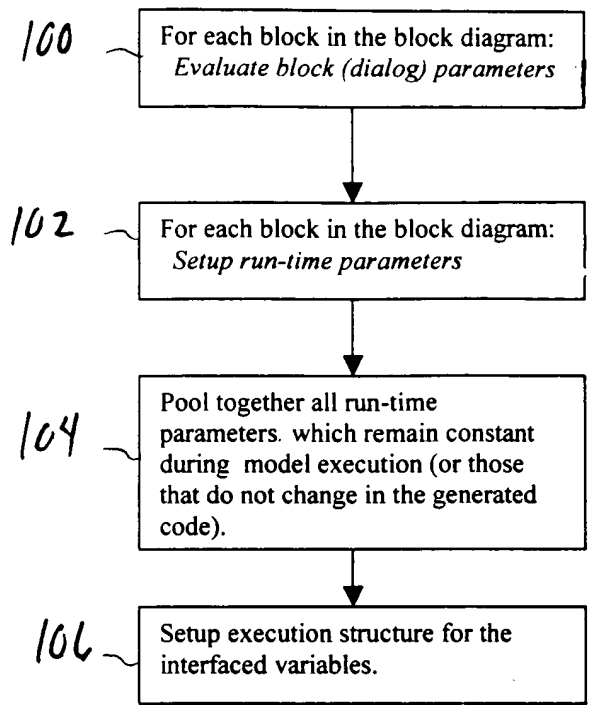 100
For each block in the block diagram:
Evaluate block (dialog) parameters
102
For each block in the block diagram:
Setup run-time parameters
104
Pool together all run-time
parameters. which remain constant
during model execution (or those
that do not change in the generated
code).
106
Setup execution structure for the
interfaced variables.